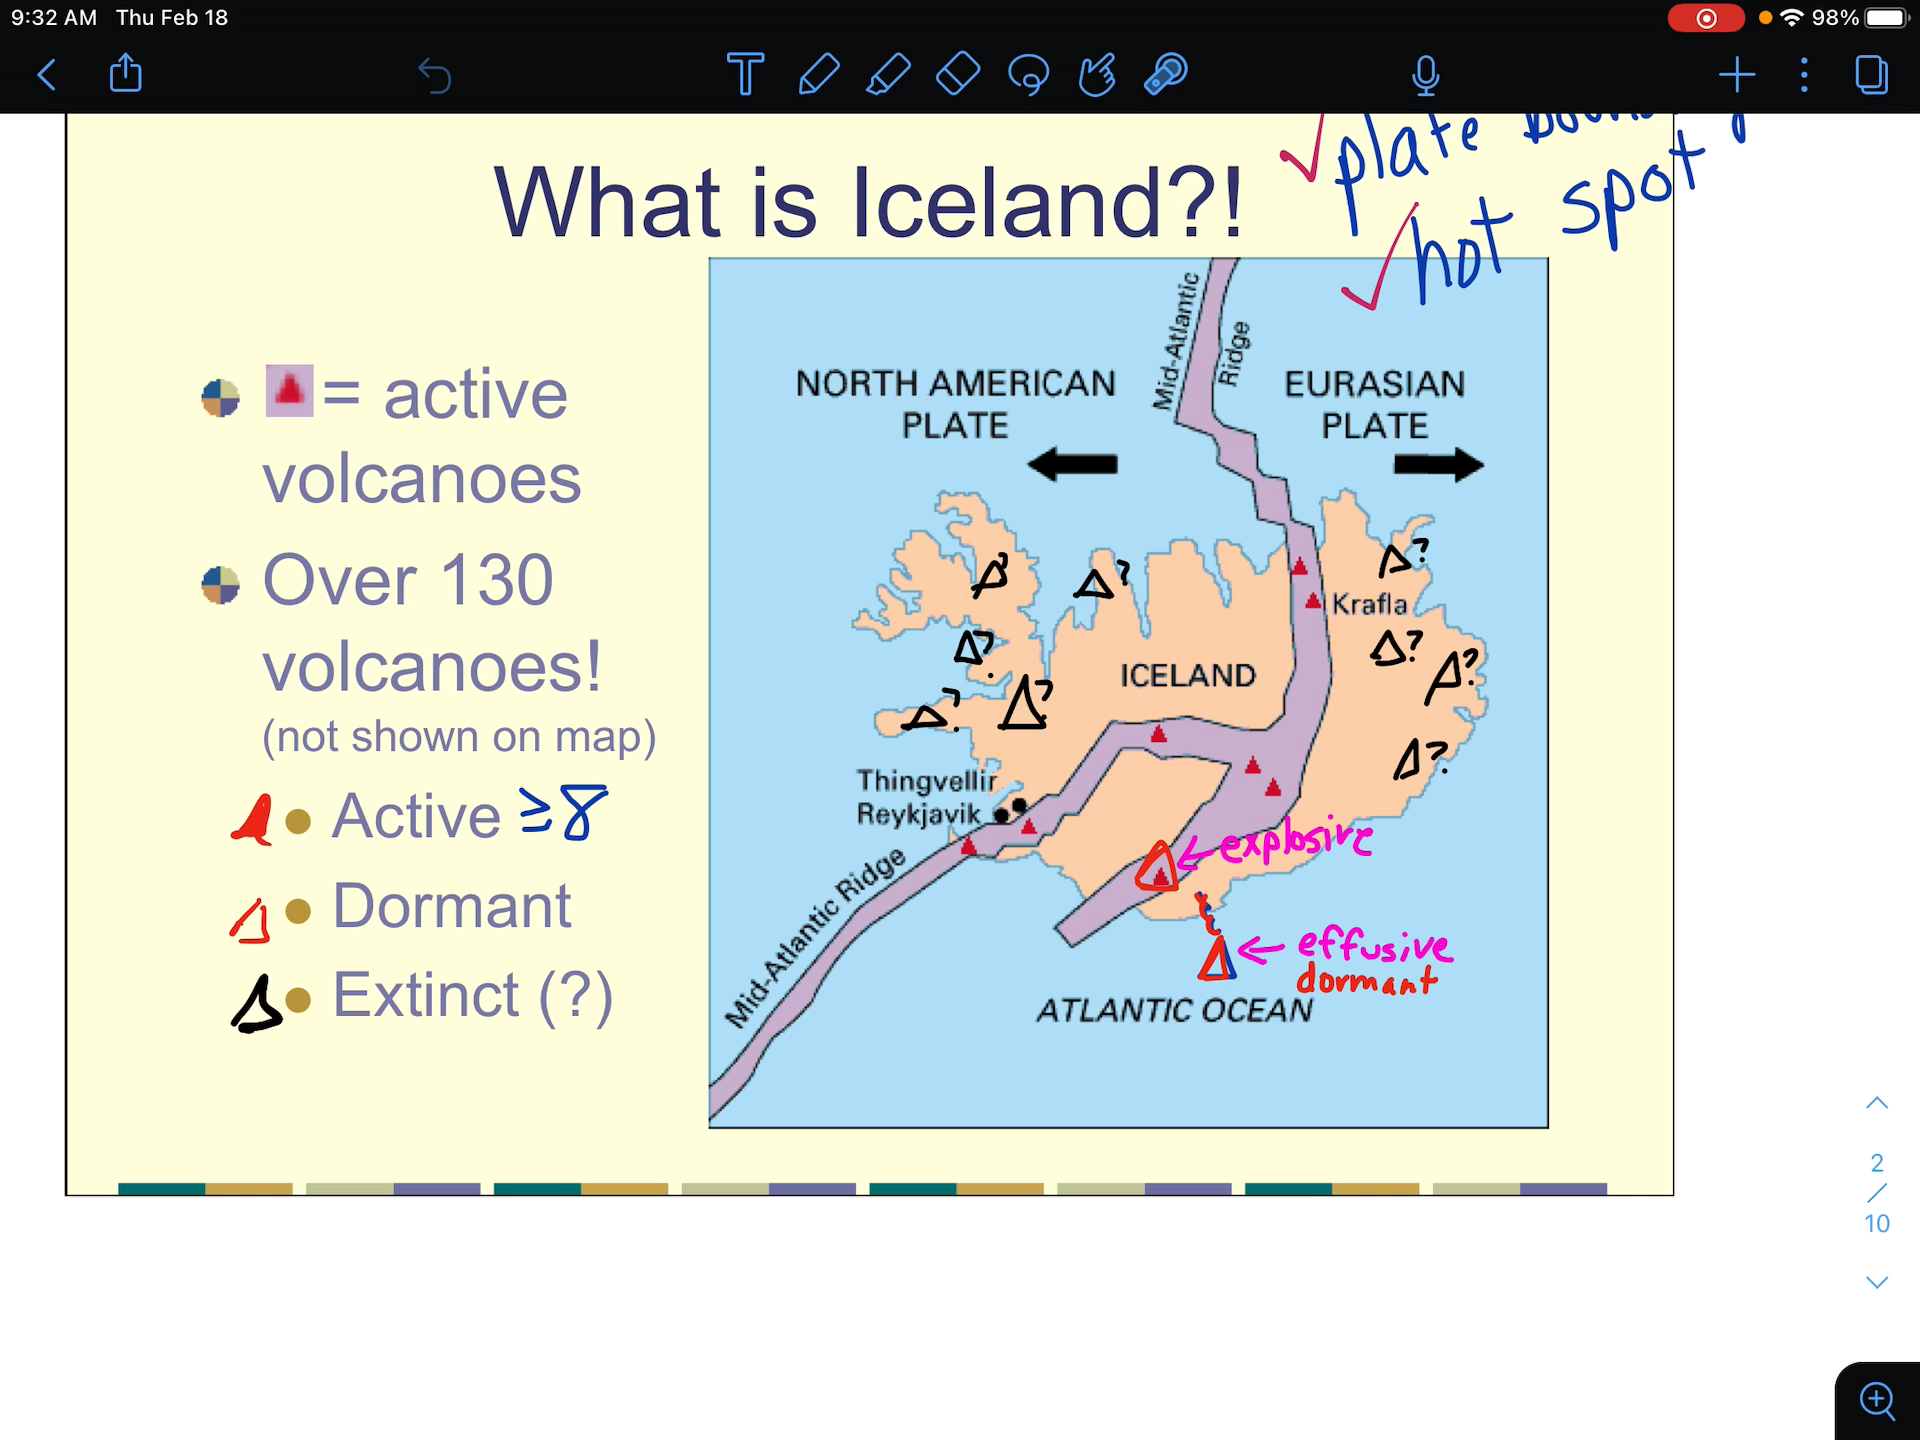 9:32 AM Thu Feb 18
98%
plate
hot spot
What is Iceland?!
= active
volcanoes
Over 130
volcanoes!
(not shown on map)
Active ≥8
Dormant
Extinct (?)
Mid-Atlantic
Ridge
NORTH AMERICAN
PLATE
EURASIAN
PLATE
?
?
?
Krafla
?
?
?
ICELAND
?
?
?
Thingvellir
Reykjavik
explosive
Mid-Atlantic Ridge
effusive
dormant
ATLANTIC OCEAN
2
/
10